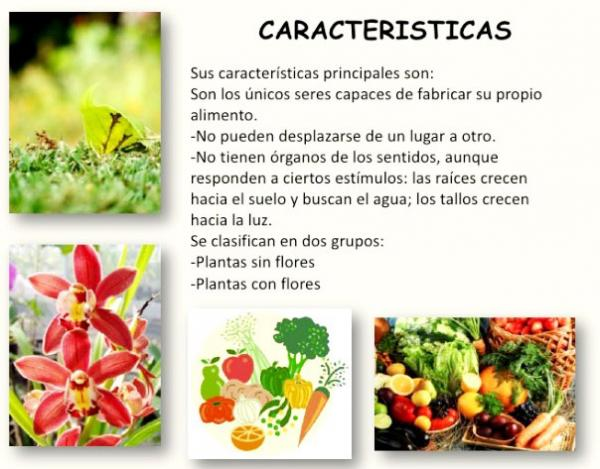 CARACTERISTICAS
Sus características principales son:
Son los únicos seres capaces de fabricar su propio
alimento.
-No pueden desplazarse de un lugar a otro.
-No tienen órganos de los sentidos, aunque
responden a ciertos estímulos: las raíces crecen
hacia el suelo y buscan el agua; los tallos crecen
hacia la luz.
Se clasifican en dos grupos:
-Plantas sin flores
-Plantas con flores